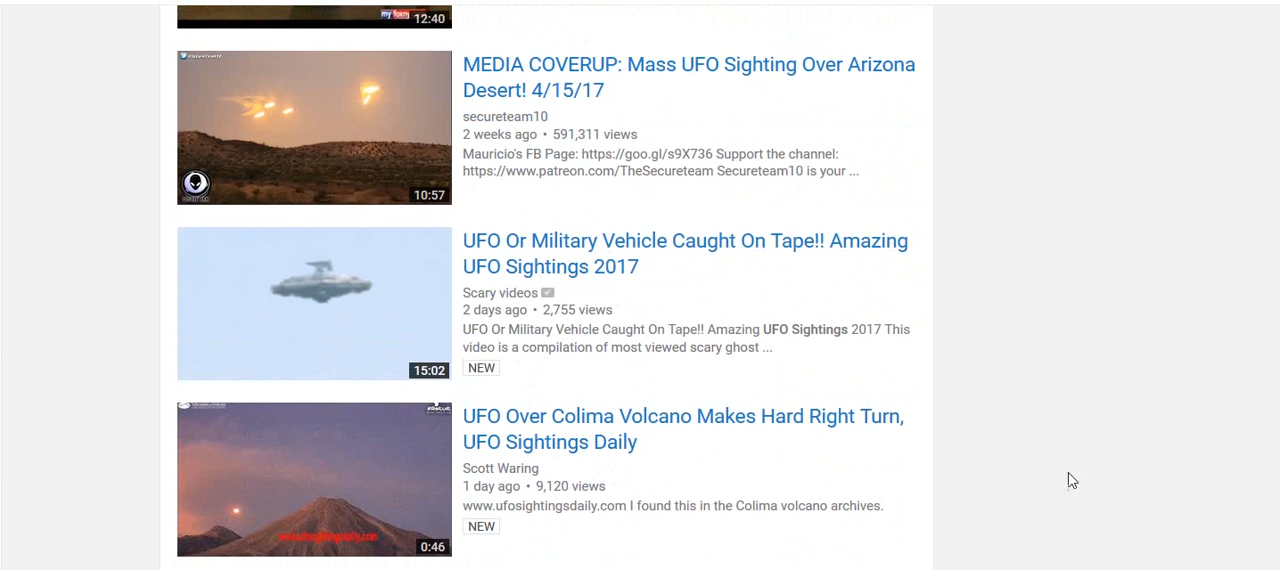 my foxny
12:40
secureteam10
MEDIA COVERUP: Mass UFO Sighting Over Arizona
Desert! 4/15/17
secureteam10
2 weeks ago • 591,311 views
Mauricio's FB Page: https://goo.gl/s9X736 Support the channel:
https://www.patreon.com/TheSecureteam Secureteam10 is your ...
10:57
UFO Or Military Vehicle Caught On Tape!! Amazing
UFO Sightings 2017
Scary videos
2 days ago • 2,755 views
UFO Or Military Vehicle Caught On Tape!! Amazing UFO Sightings 2017 This
video is a compilation of most viewed scary ghost ...
NEW
15:02
UFO Over Colima Volcano Makes Hard Right Turn,
UFO Sightings Daily
Scott Waring
1 day ago • 9,120 views
www.ufosightingsdaily.com I found this in the Colima volcano archives.
NEW
www.ufosightingsdaily.com
0:46